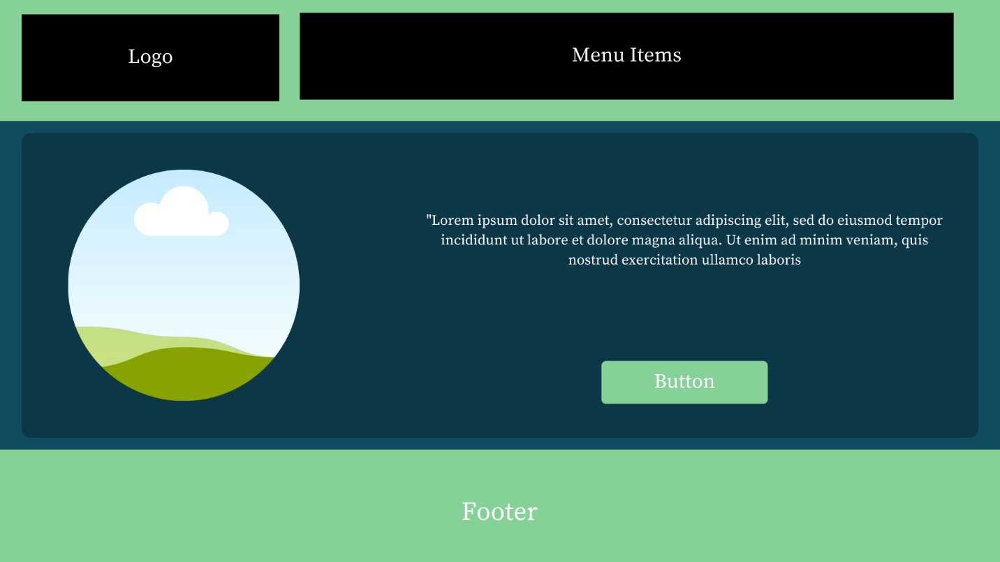 Logo
Menu Items
"Lorem ipsum dolor sit amet, consectetur adipiscing elit, sed do eiusmod tempor
incididunt ut labore et dolore magna aliqua. Ut enim ad minim veniam, quis
nostrud exercitation ullamco laboris
Button
Footer